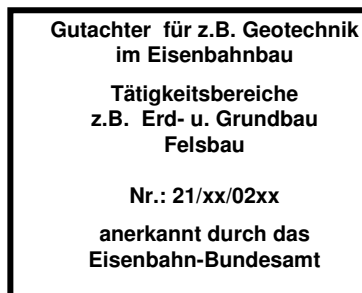 Gutachter für z.B. Geotechnik
im Eisenbahnbau
Tätigkeitsbereiche
z.B. Erd- u. Grundbau
Felsbau
Nr.: 21/xx/02xx
anerkannt durch das
Eisenbahn-Bundesamt